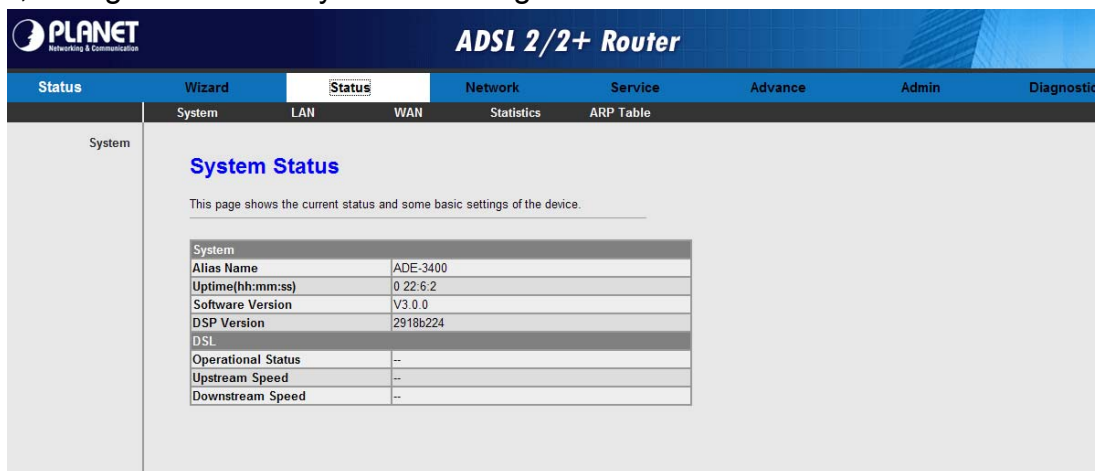 PLANET
Networking & Communication
ADSL 2/2+ Router
Status Wizard Status Network Service Advance Admin Diagnostic
System LAN WAN Statistics ARP Table
System
System Status
This page shows the current status and some basic settings of the device.
System
Alias Name ADE-3400
Uptime(hh:mm:ss) 0 22:6:2
Software Version V3.0.0
DSP Version 2918b224
DSL
Operational Status --
Upstream Speed --
Downstream Speed --